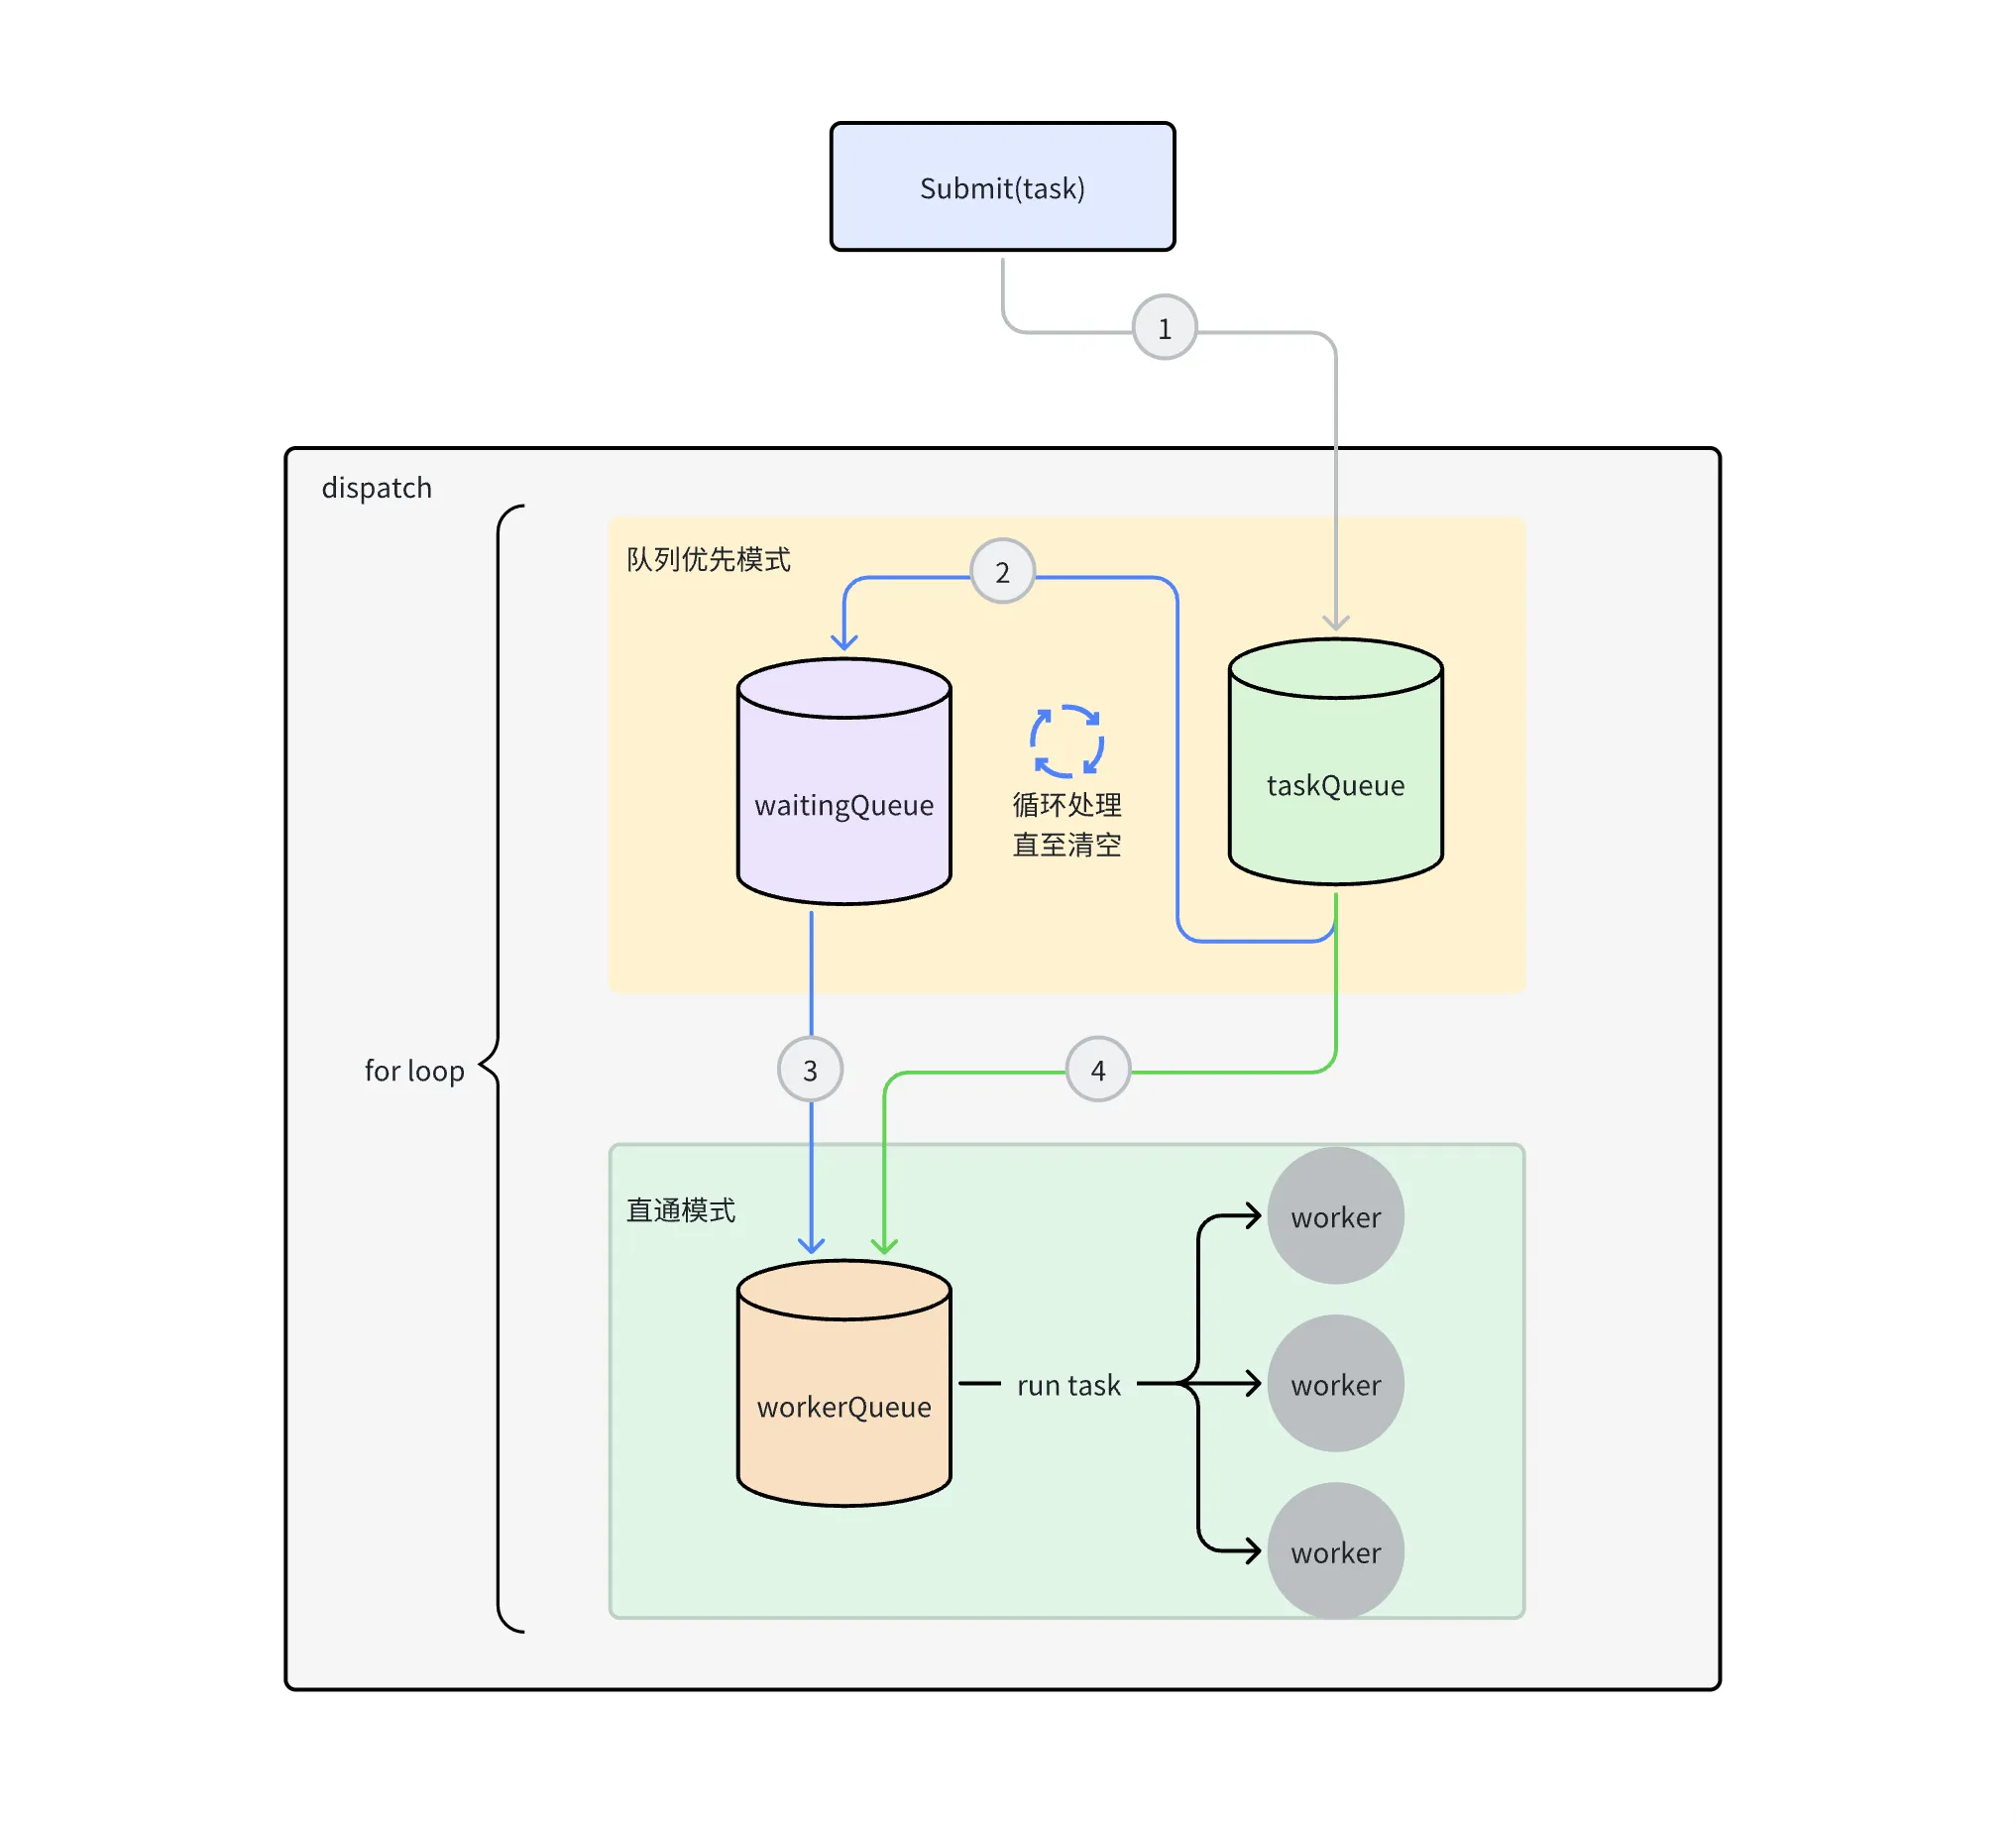 Submit(task)
1
dispatch
队列优先模式
2
waitingQueue
循环处理
直至清空
taskQueue
for loop
3
4
直通模式
workerQueue
run task
worker
worker
worker